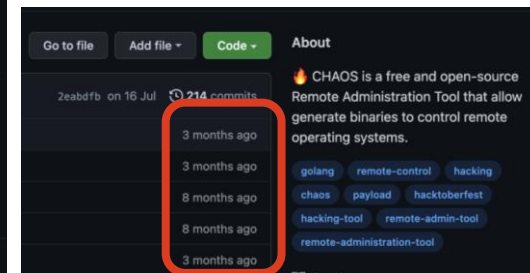 Go to file Add file Code
About
🔥 CHAOS is a free and open-source
Remote Administration Tool that allow
generate binaries to control remote
operating systems.
2eabdfb on 16 Jul 214 commits
3 months ago
3 months ago
8 months ago
8 months ago
3 months ago
golang remote-control hacking
chaos payload hacktoberfest
hacking-tool remote-admin-tool
remote-administration-tool